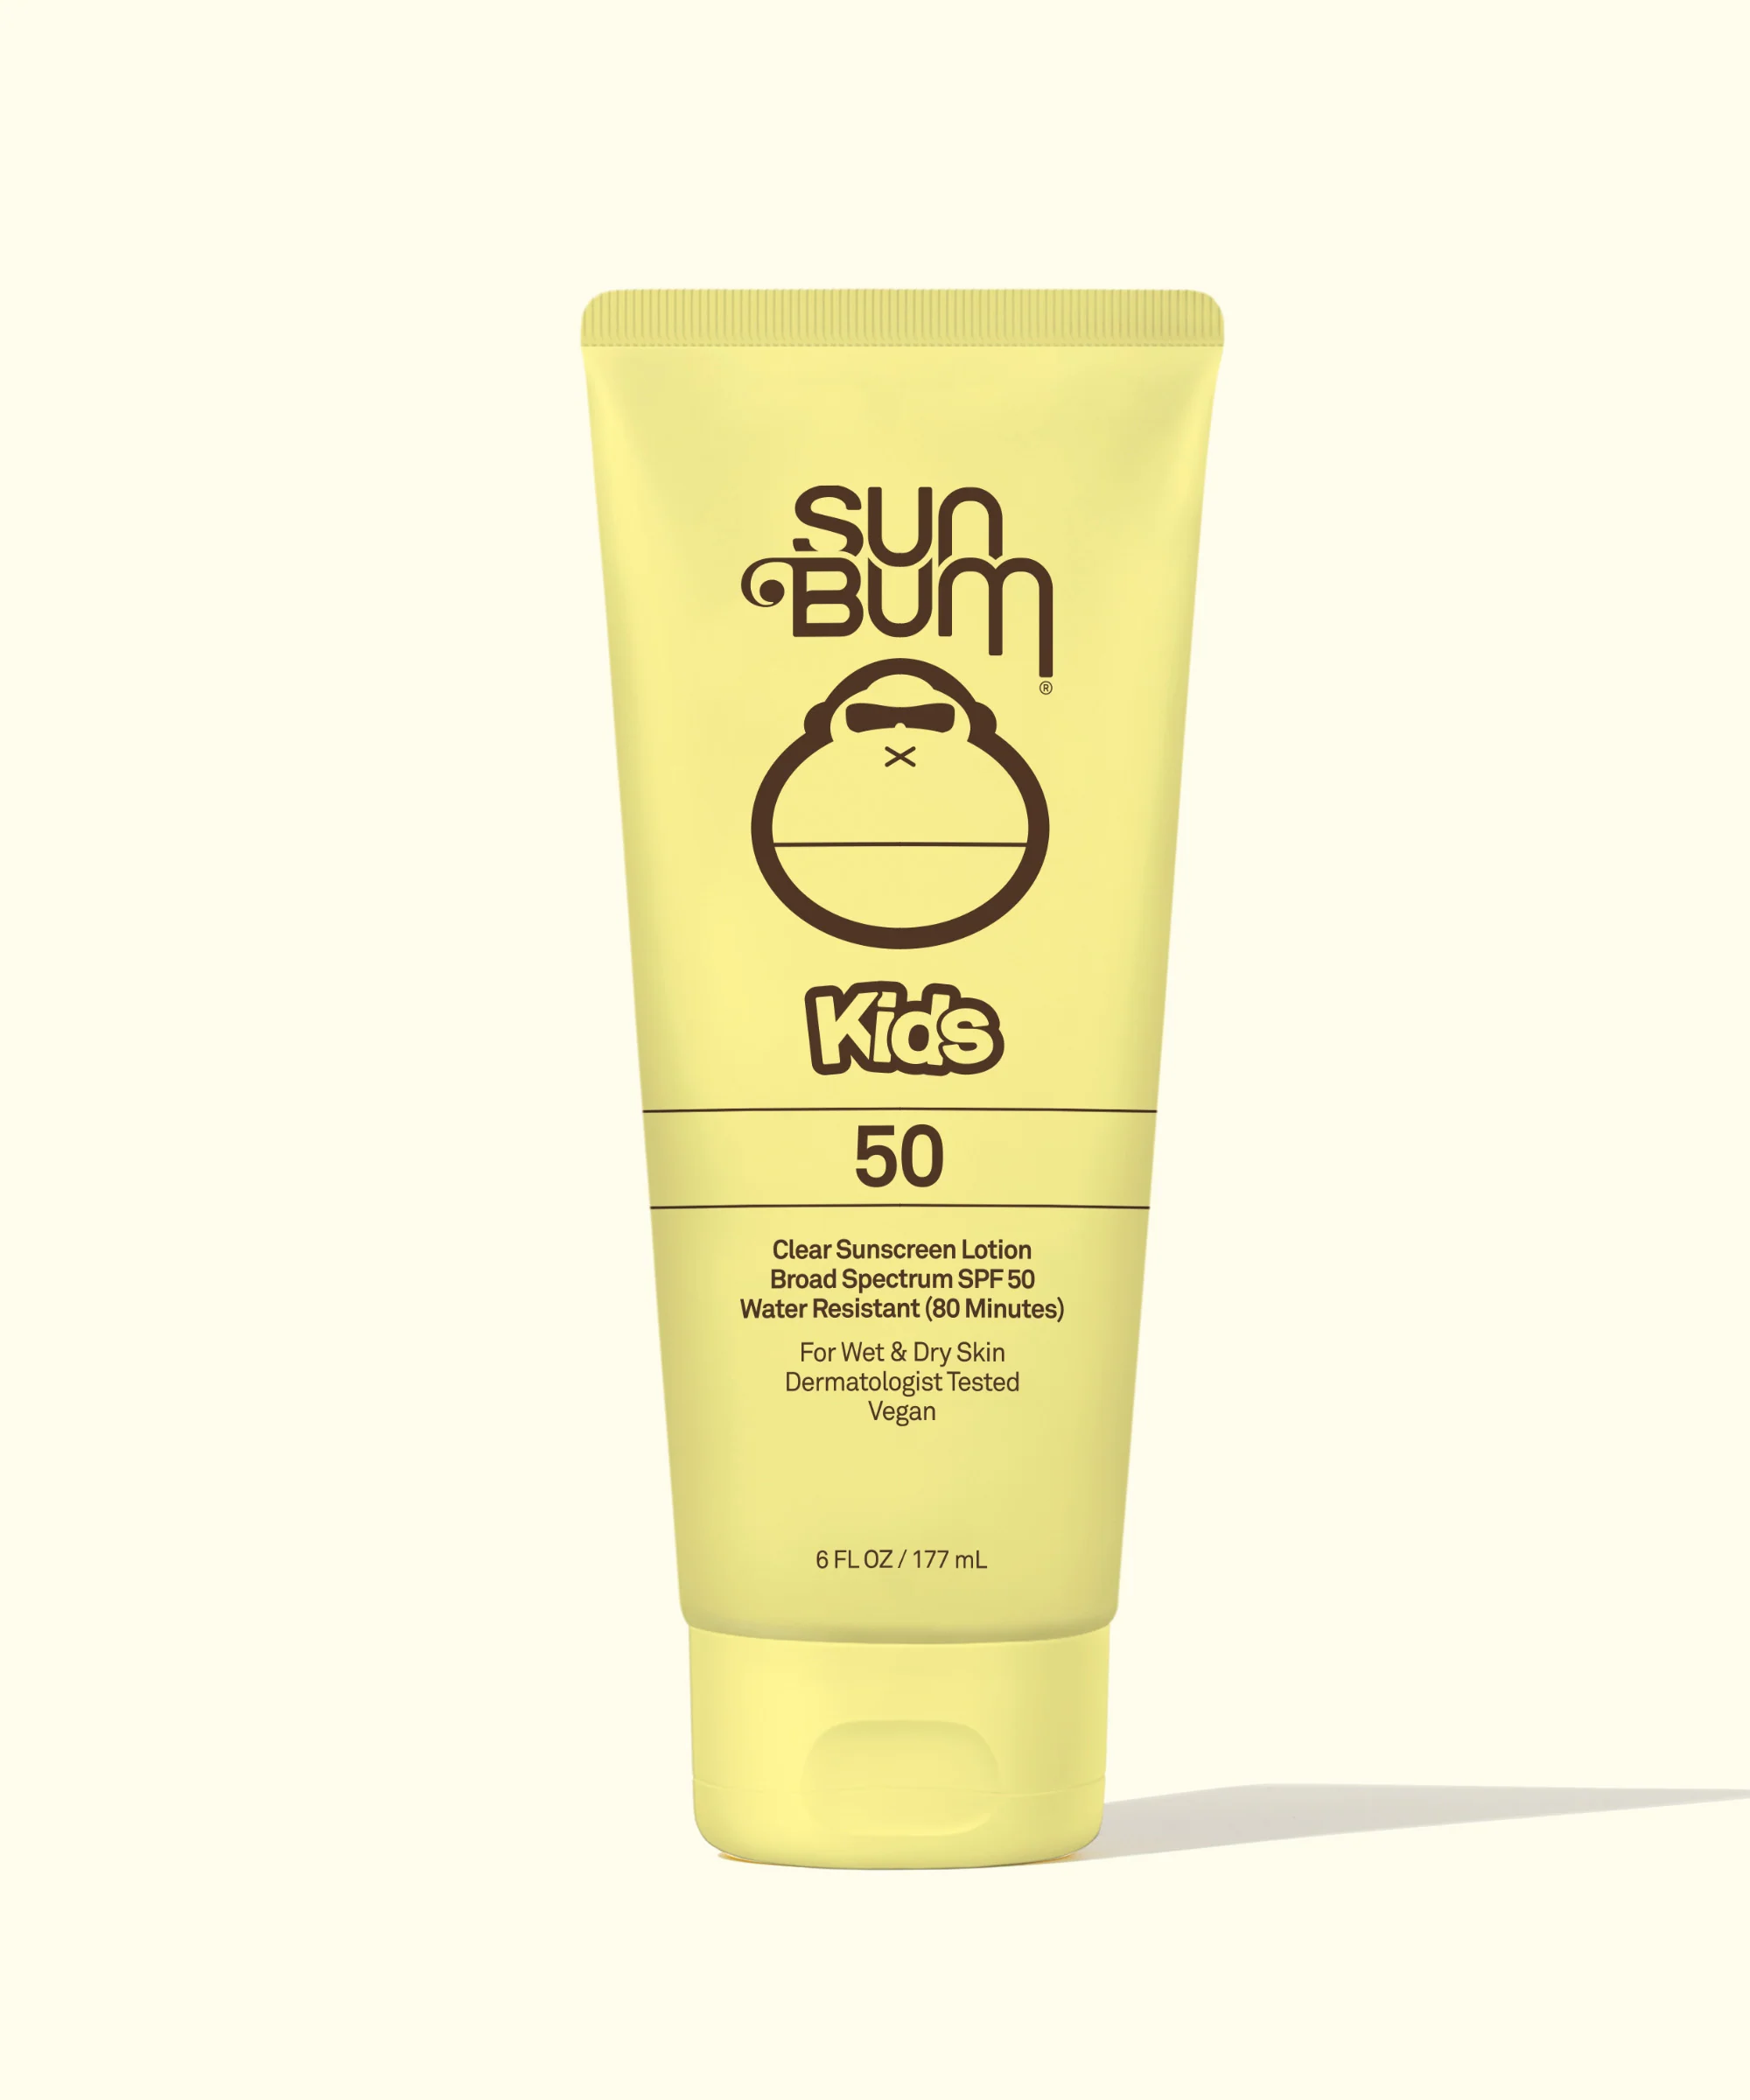 sun
Bum
®
Kids
50
Clear Sunscreen Lotion
Broad Spectrum SPF 50
Water Resistant (80 Minutes)
For Wet & Dry Skin
Dermatologist Tested
Vegan
6 FL OZ / 177 mL